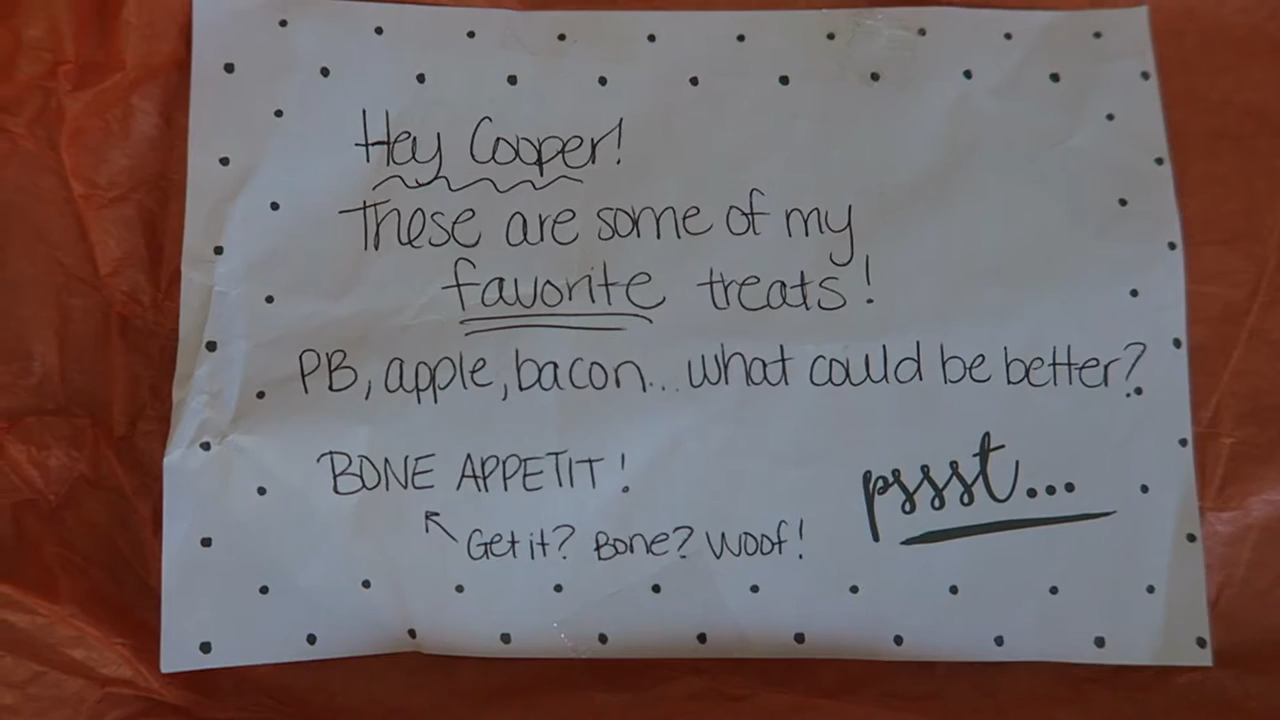 Hey Cooper!
These are some of my
favorite treats!
PB, apple, bacon... what could be better?
BONE APPETIT!
Get it? Bone? Woof!
pssst...